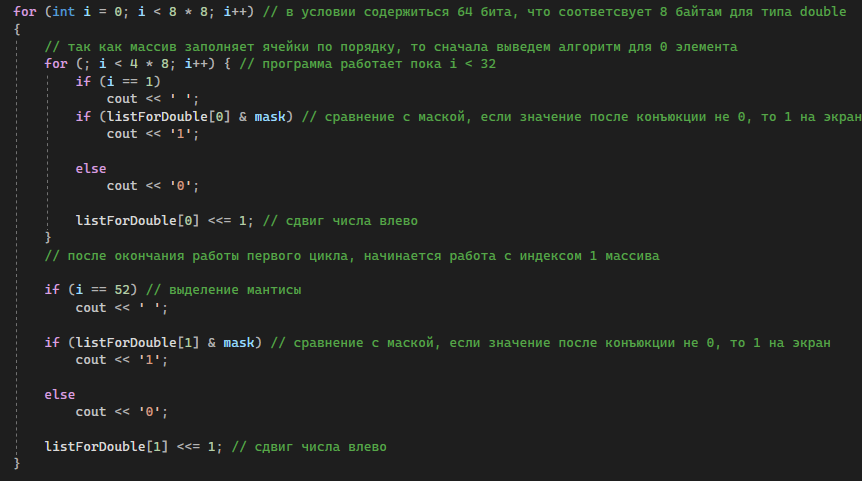 for (int i = 0; i < 8 * 8; i++) // в условии содержиться 64 бита, что соответсвует 8 байтам для типа double
{
    // так как массив заполняет ячейки по порядку, то сначала выведем алгоритм для 0 элемента
    for (; i < 4 * 8; i++) { // программа работает пока i < 32
        if (i == 1)
            cout << ' ';
        if (listForDouble[0] & mask) // сравнение с маской, если значение после конъюкции не 0, то 1 на экран
            cout << '1';

        else
            cout << '0';

        listForDouble[0] <<= 1; // сдвиг числа влево
    }
    // после окончания работы первого цикла, начинается работа с индексом 1 массива

    if (i == 52) // выделение мантисы
        cout << ' ';

    if (listForDouble[1] & mask) // сравнение с маской, если значение после конъюкции не 0, то 1 на экран
        cout << '1';

    else
        cout << '0';

    listForDouble[1] <<= 1; // сдвиг числа влево
}